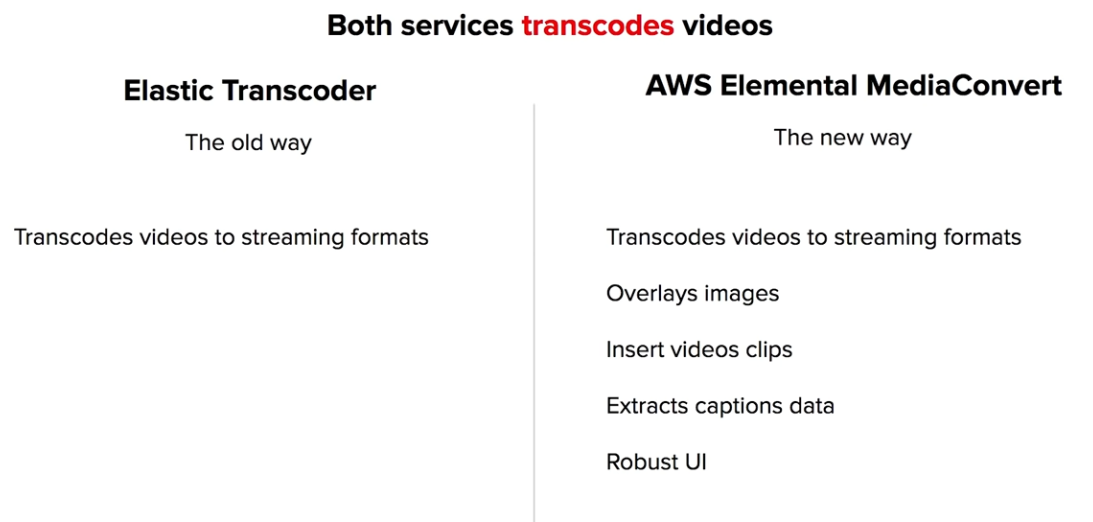 Both services transcodes videos
Elastic Transcoder
The old way
Transcodes videos to streaming formats
AWS Elemental MediaConvert
The new way
Transcodes videos to streaming formats
Overlays images
Insert videos clips
Extracts captions data
Robust UI